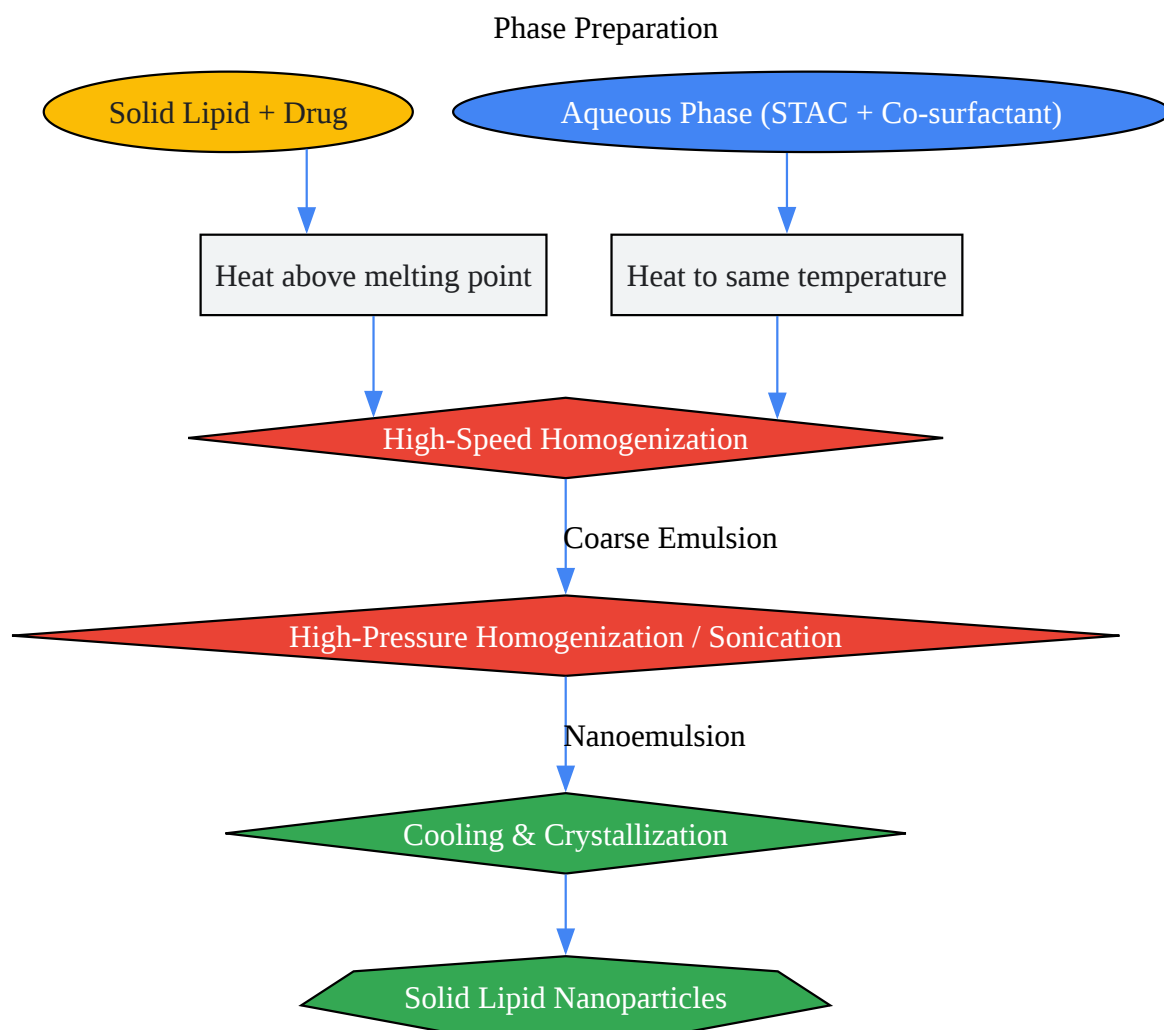 Phase Preparation
Solid Lipid + Drug
Aqueous Phase (STAC + Co-surfactant)
Heat above melting point
Heat to same temperature
High-Speed Homogenization
Coarse Emulsion
High-Pressure Homogenization / Sonication
Nanoemulsion
Cooling & Crystallization
Solid Lipid Nanoparticles